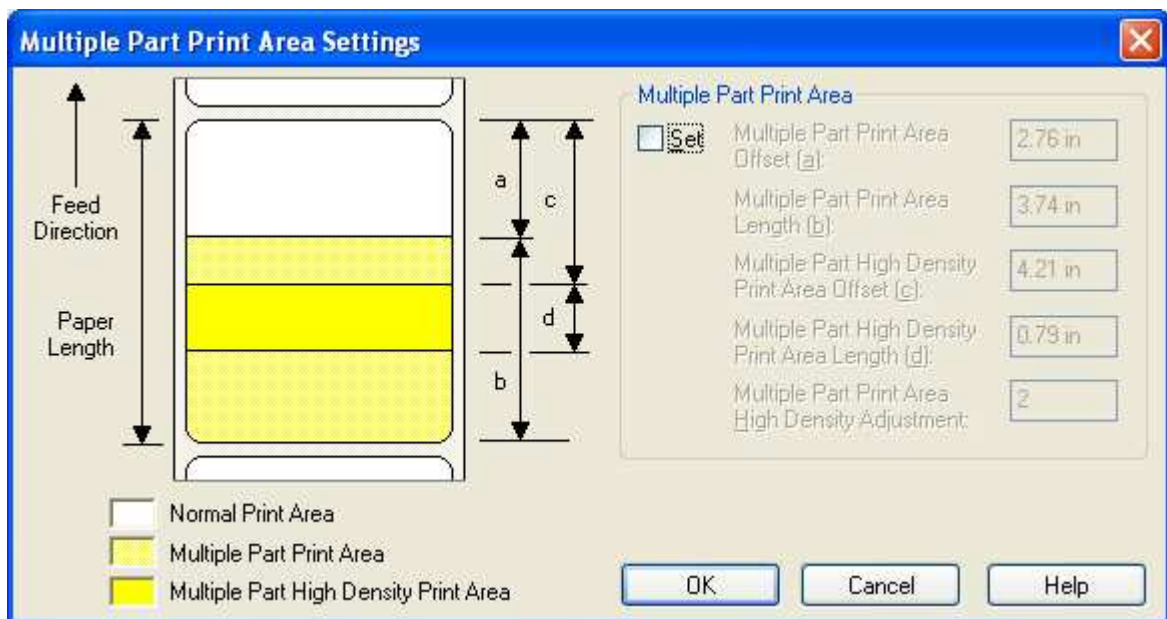 Multiple Part Print Area Settings
Feed
Direction
Paper
Length
a
c
d
b
Normal Print Area
Multiple Part Print Area
Multiple Part High Density Print Area
Multiple Part Print Area
Set
Multiple Part Print Area
Offset (a):
2.76 in
Multiple Part Print Area
Length (b):
3.74 in
Multiple Part High Density
Print Area Offset (c):
4.21 in
Multiple Part High Density
Print Area Length (d):
0.79 in
Multiple Part Print Area
High Density Adjustment:
2
OK
Cancel
Help